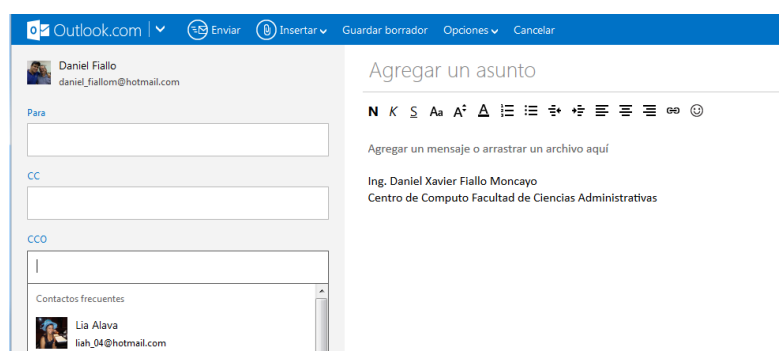 Outlook.com Enviar Insertar Guardar borrador Opciones Cancelar
Daniel Fiallo
daniel_fiallom@hotmail.com
Para
CC
CCO
Contactos frecuentes
Lia Alava
liah_04@hotmail.com
Agregar un asunto
N K S Aa A A
Agregar un mensaje o arrastrar un archivo aquí
Ing. Daniel Xavier Fiallo Moncayo
Centro de Computo Facultad de Ciencias Administrativas